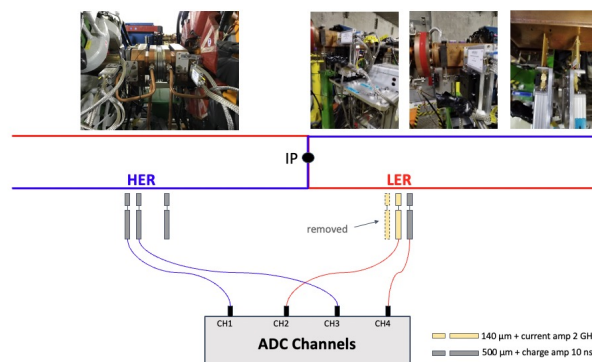 IP
HER
LER
removed
CH1
CH2
CH3
CH4
ADC Channels
140 μm + current amp 2 GH
500 μm + charge amp 10 ns